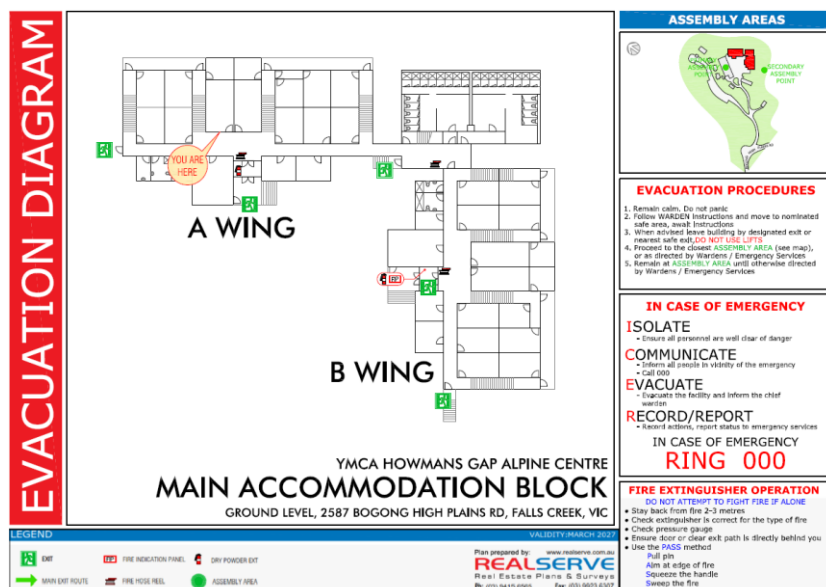 EVACUATION DIAGRAM
YOU ARE
HERE
A WING
B WING
FIP
YMCA HOWMANS GAP ALPINE CENTRE
MAIN ACCOMMODATION BLOCK
GROUND LEVEL, 2587 BOGONG HIGH PLAINS RD, FALLS CREEK, VIC
ASSEMBLY AREAS
SECONDARY
ASSEMBLY
POINT
EVACUATION PROCEDURES
1. Remain calm. Do not panic
2. Follow WARDEN Instructions and move to nominated
safe area, await Instructions
3. When advised leave building by designated exit or
nearest safe exit,DO NOT USE LIFTS
4. Proceed to the closest ASSEMBLY AREA (see map),
or as directed by Wardens / Emergency Services
5. Remain at ASSEMBLY AREA until otherwise directed
by Wardens / Emergency Services
IN CASE OF EMERGENCY
ISOLATE
• Ensure all personnel are well clear of danger
COMMUNICATE
• Inform all people in vicinity of the emergency
• Call 000
EVACUATE
- Evacuate the facility and inform the chief
warden
RECORD/REPORT
• Record actions, report status to emergency services
IN CASE OF EMERGENCY
RING 000
FIRE EXTINGUISHER OPERATION
DO NOT ATTEMPT TO FIGHT FIRE IF ALONE
• Stay back from fire 2-3 metres
• Check extinguisher is correct for the type of fire
• Check pressure gauge
• Ensure door or clear exit path is directly behind you
• Use the PASS method
Pull pin
Aim at edge of fire
Squeeze the handle
Sweep the fire
LEGEND
VALIDITY:MARCH 2027
EXIT
FIP
FIRE INDICATION PANEL
DRY POWDER EXT
MAIN EXIT ROUTE
FIRE HOSE REEL
ASSEMBLY AREA
Plan prepared by: www.realserve.com.au
REALSERVE
Real Estate Plans & Surveys